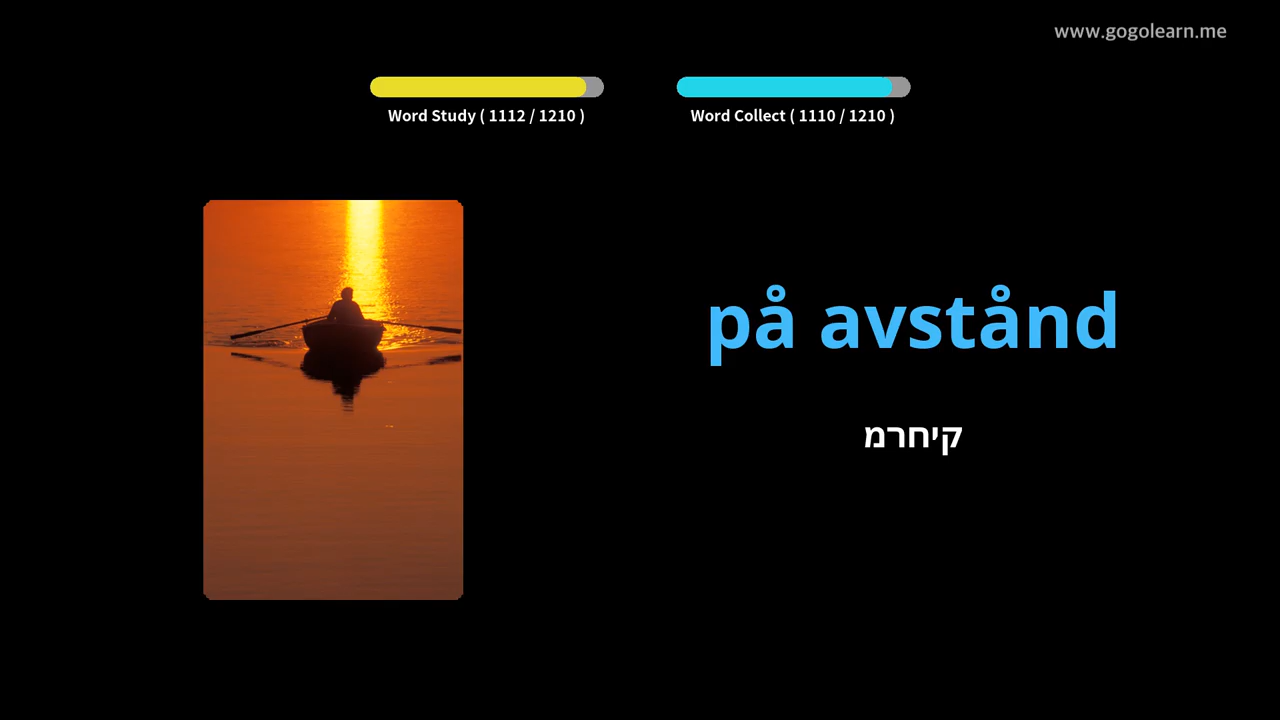 www.gogolearn.me
Word Study ( 1112 / 1210 )
Word Collect ( 1110 / 1210 )
på avstånd
קיחרמ